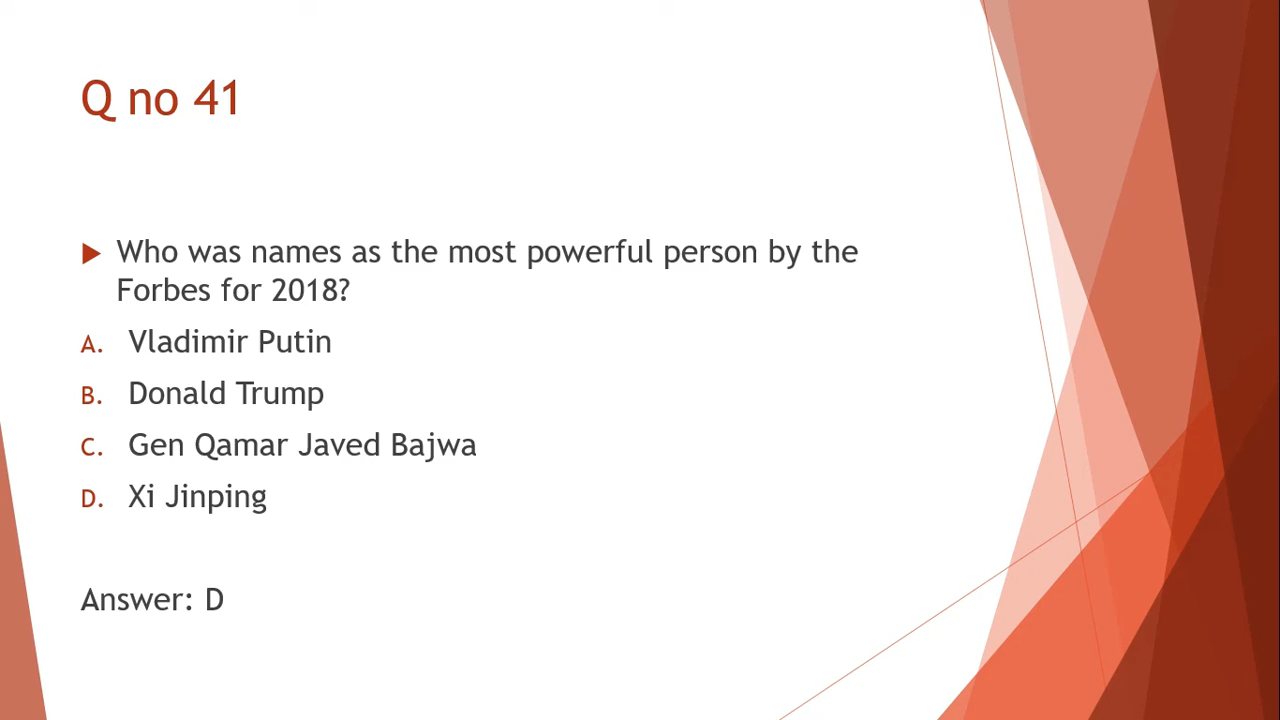 Q no 41
Who was names as the most powerful person by the
Forbes for 2018?
A. Vladimir Putin
B. Donald Trump
C. Gen Qamar Javed Bajwa
D. Xi Jinping
Answer: D